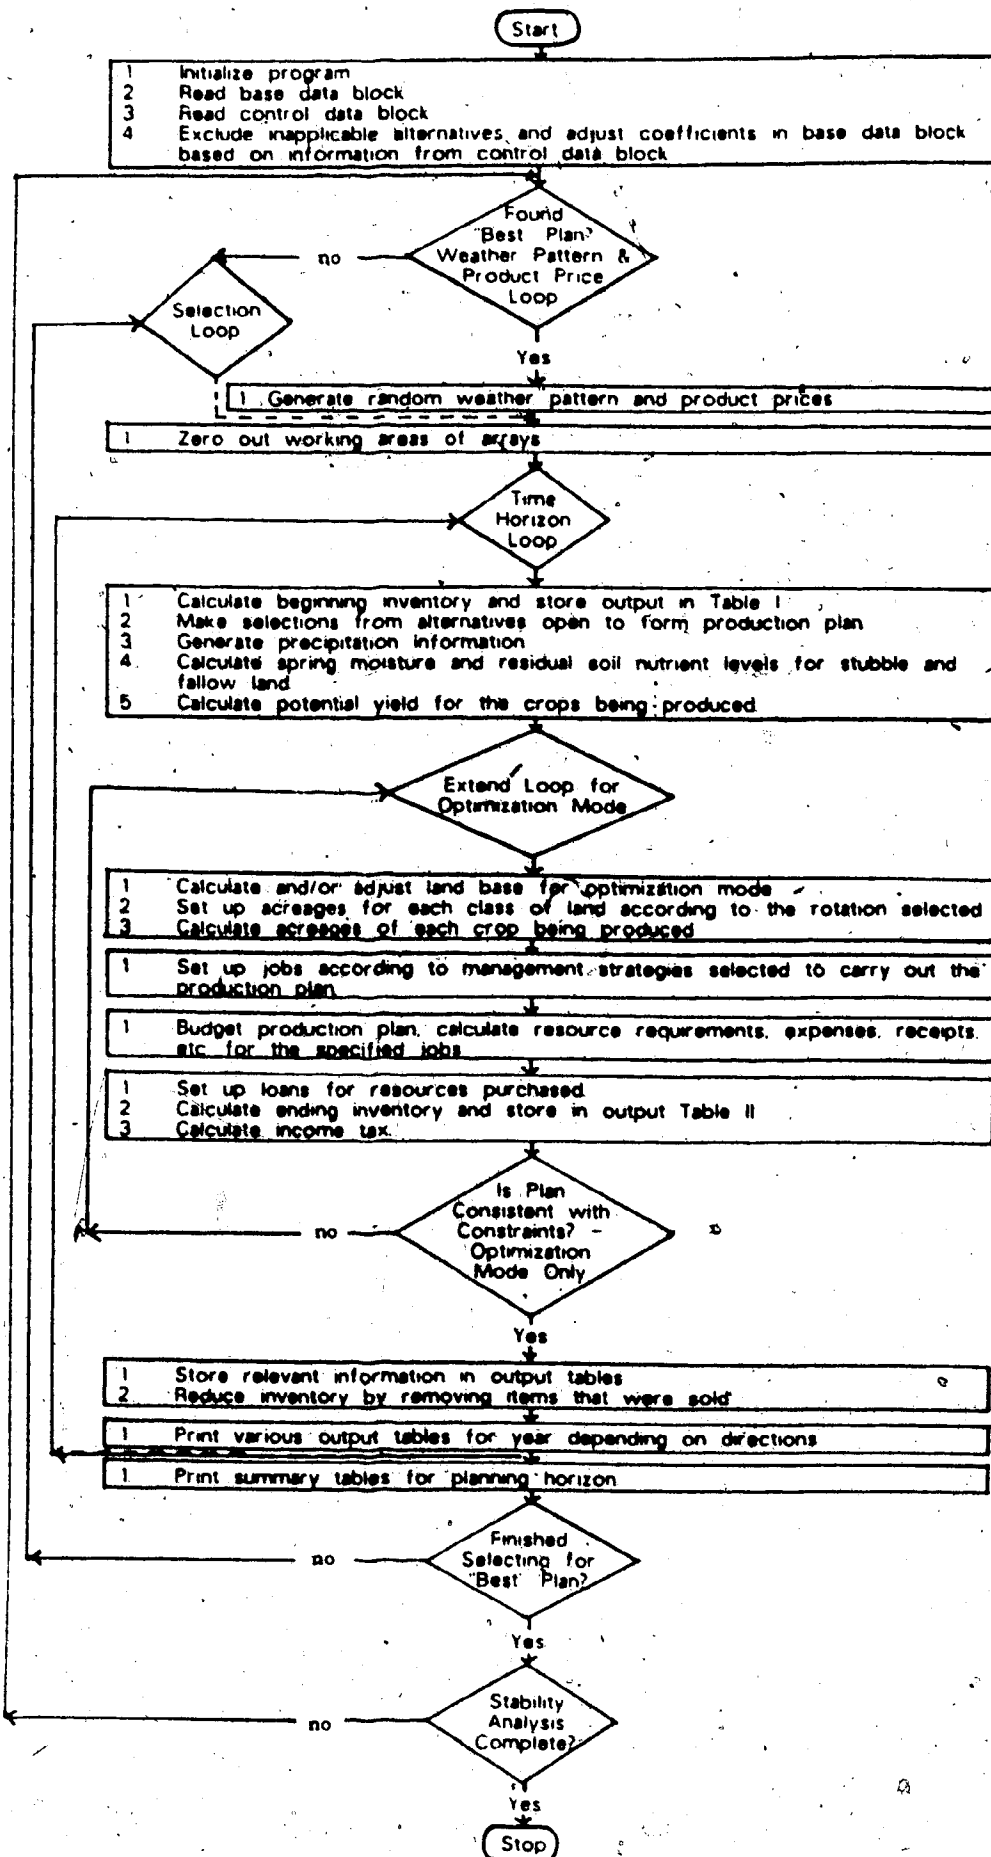 Start
1 Initialize program
2 Read base data block
3 Read control data block
4 Exclude inapplicable alternatives and adjust coefficients in base data block
based on information from control data block
Found
"Best Plan?
Weather Pattern &
Product Price
Loop
no
Selection
Loop
Yes
1 Generate random weather pattern and product prices
1 Zero out working areas of arrays
Time
Horizon
Loop
1 Calculate beginning inventory and store output in Table I
2 Make selections from alternatives open to form production plan
3 Generate precipitation information
4 Calculate spring moisture and residual soil nutrient levels for stubble and
fallow land
5 Calculate potential yield for the crops being produced
Extend Loop for
Optimization Mode
1 Calculate and/or adjust land base for optimization mode
2 Set up acreages for each class of land according to the rotation selected
3 Calculate acreages of each crop being produced
1 Set up jobs according to management strategies selected to carry out the
production plan
1 Budget production plan, calculate resource requirements, expenses, receipts,
etc for the specified jobs
1 Set up loans for resources purchased
2 Calculate ending inventory and store in output Table II
3 Calculate income tax
Is Plan
Consistent with
Constraints?
Optimization
Mode Only
no
Yes
1 Store relevant information in output tables
2 Reduce inventory by removing items that were sold
1 Print various output tables for year depending on directions
1 Print summary tables for planning horizon
Finished
Selecting for
"Best" Plan?
no
Yes
Stability
Analysis
Complete?
no
Yes
Stop